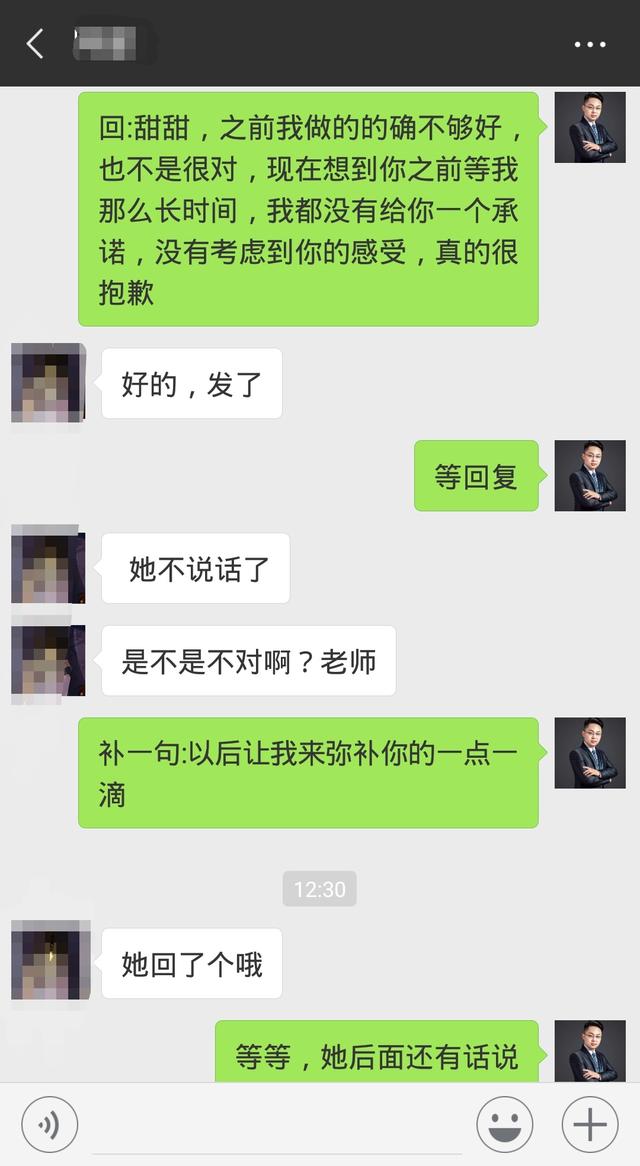 回:甜甜，之前我做的的确不够好，
也不是很对，现在想到你之前等我
那么长时间，我都没有给你一个承
诺，没有考虑到你的感受，真的很
抱歉
好的，发了
等回复
她不说话了
是不是不对啊？老师
补一句:以后让我来弥补你的一点一
滴
12:30
她回了个哦
等等，她后面还有话说